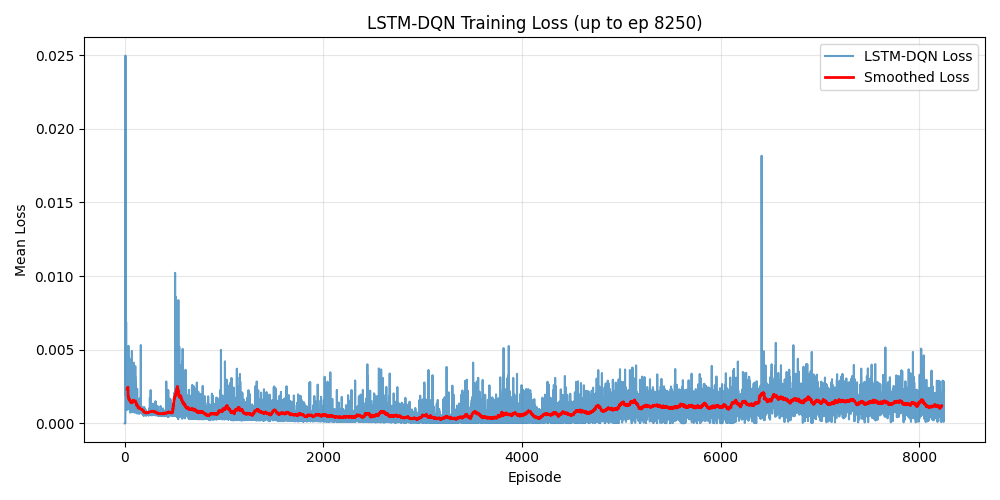 LSTM-DQN Training Loss (up to ep 8250)
LSTM-DQN Loss
Smoothed Loss
Mean Loss
0.025
0.020
0.015
0.010
0.005
0.000
0 2000 4000 6000 8000
Episode